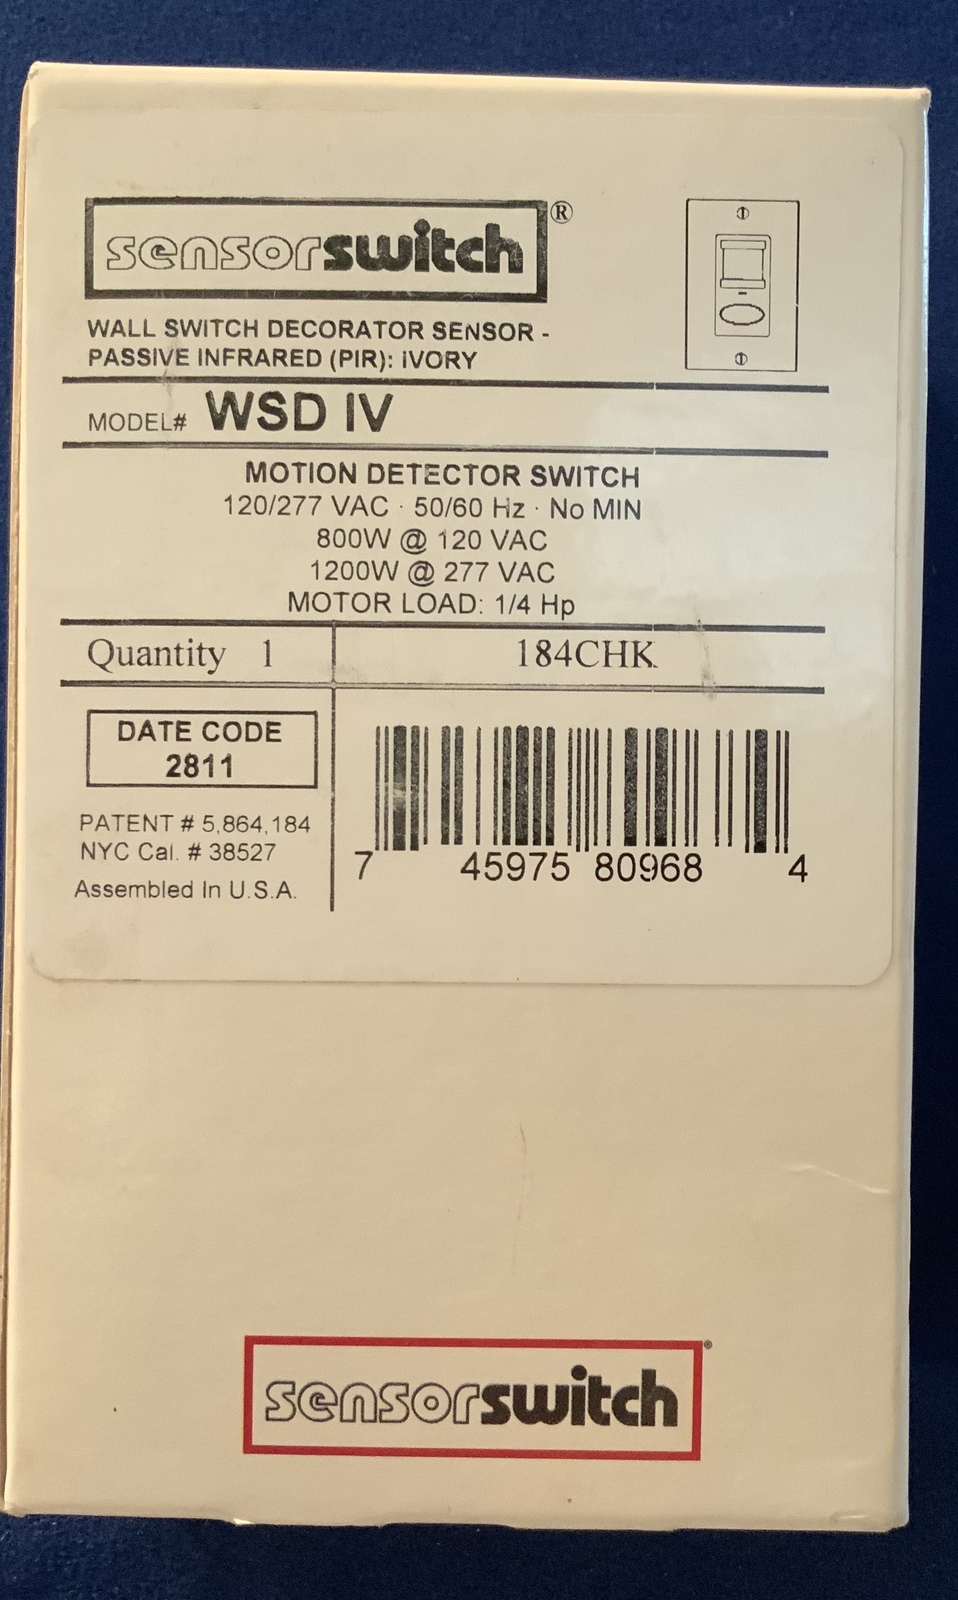 sensorswitch®
WALL SWITCH DECORATOR SENSOR -
PASSIVE INFRARED (PIR): IVORY
MODEL# WSD IV
MOTION DETECTOR SWITCH
120/277 VAC · 50/60 Hz · No MIN
800W @ 120 VAC
1200W @ 277 VAC
MOTOR LOAD: 1/4 Hp
Quantity 1 184CHK
DATE CODE
2811
PATENT # 5,864,184
NYC Cal. # 38527
Assembled In U.S.A.
7 45975 80968 4
sensorswitch®